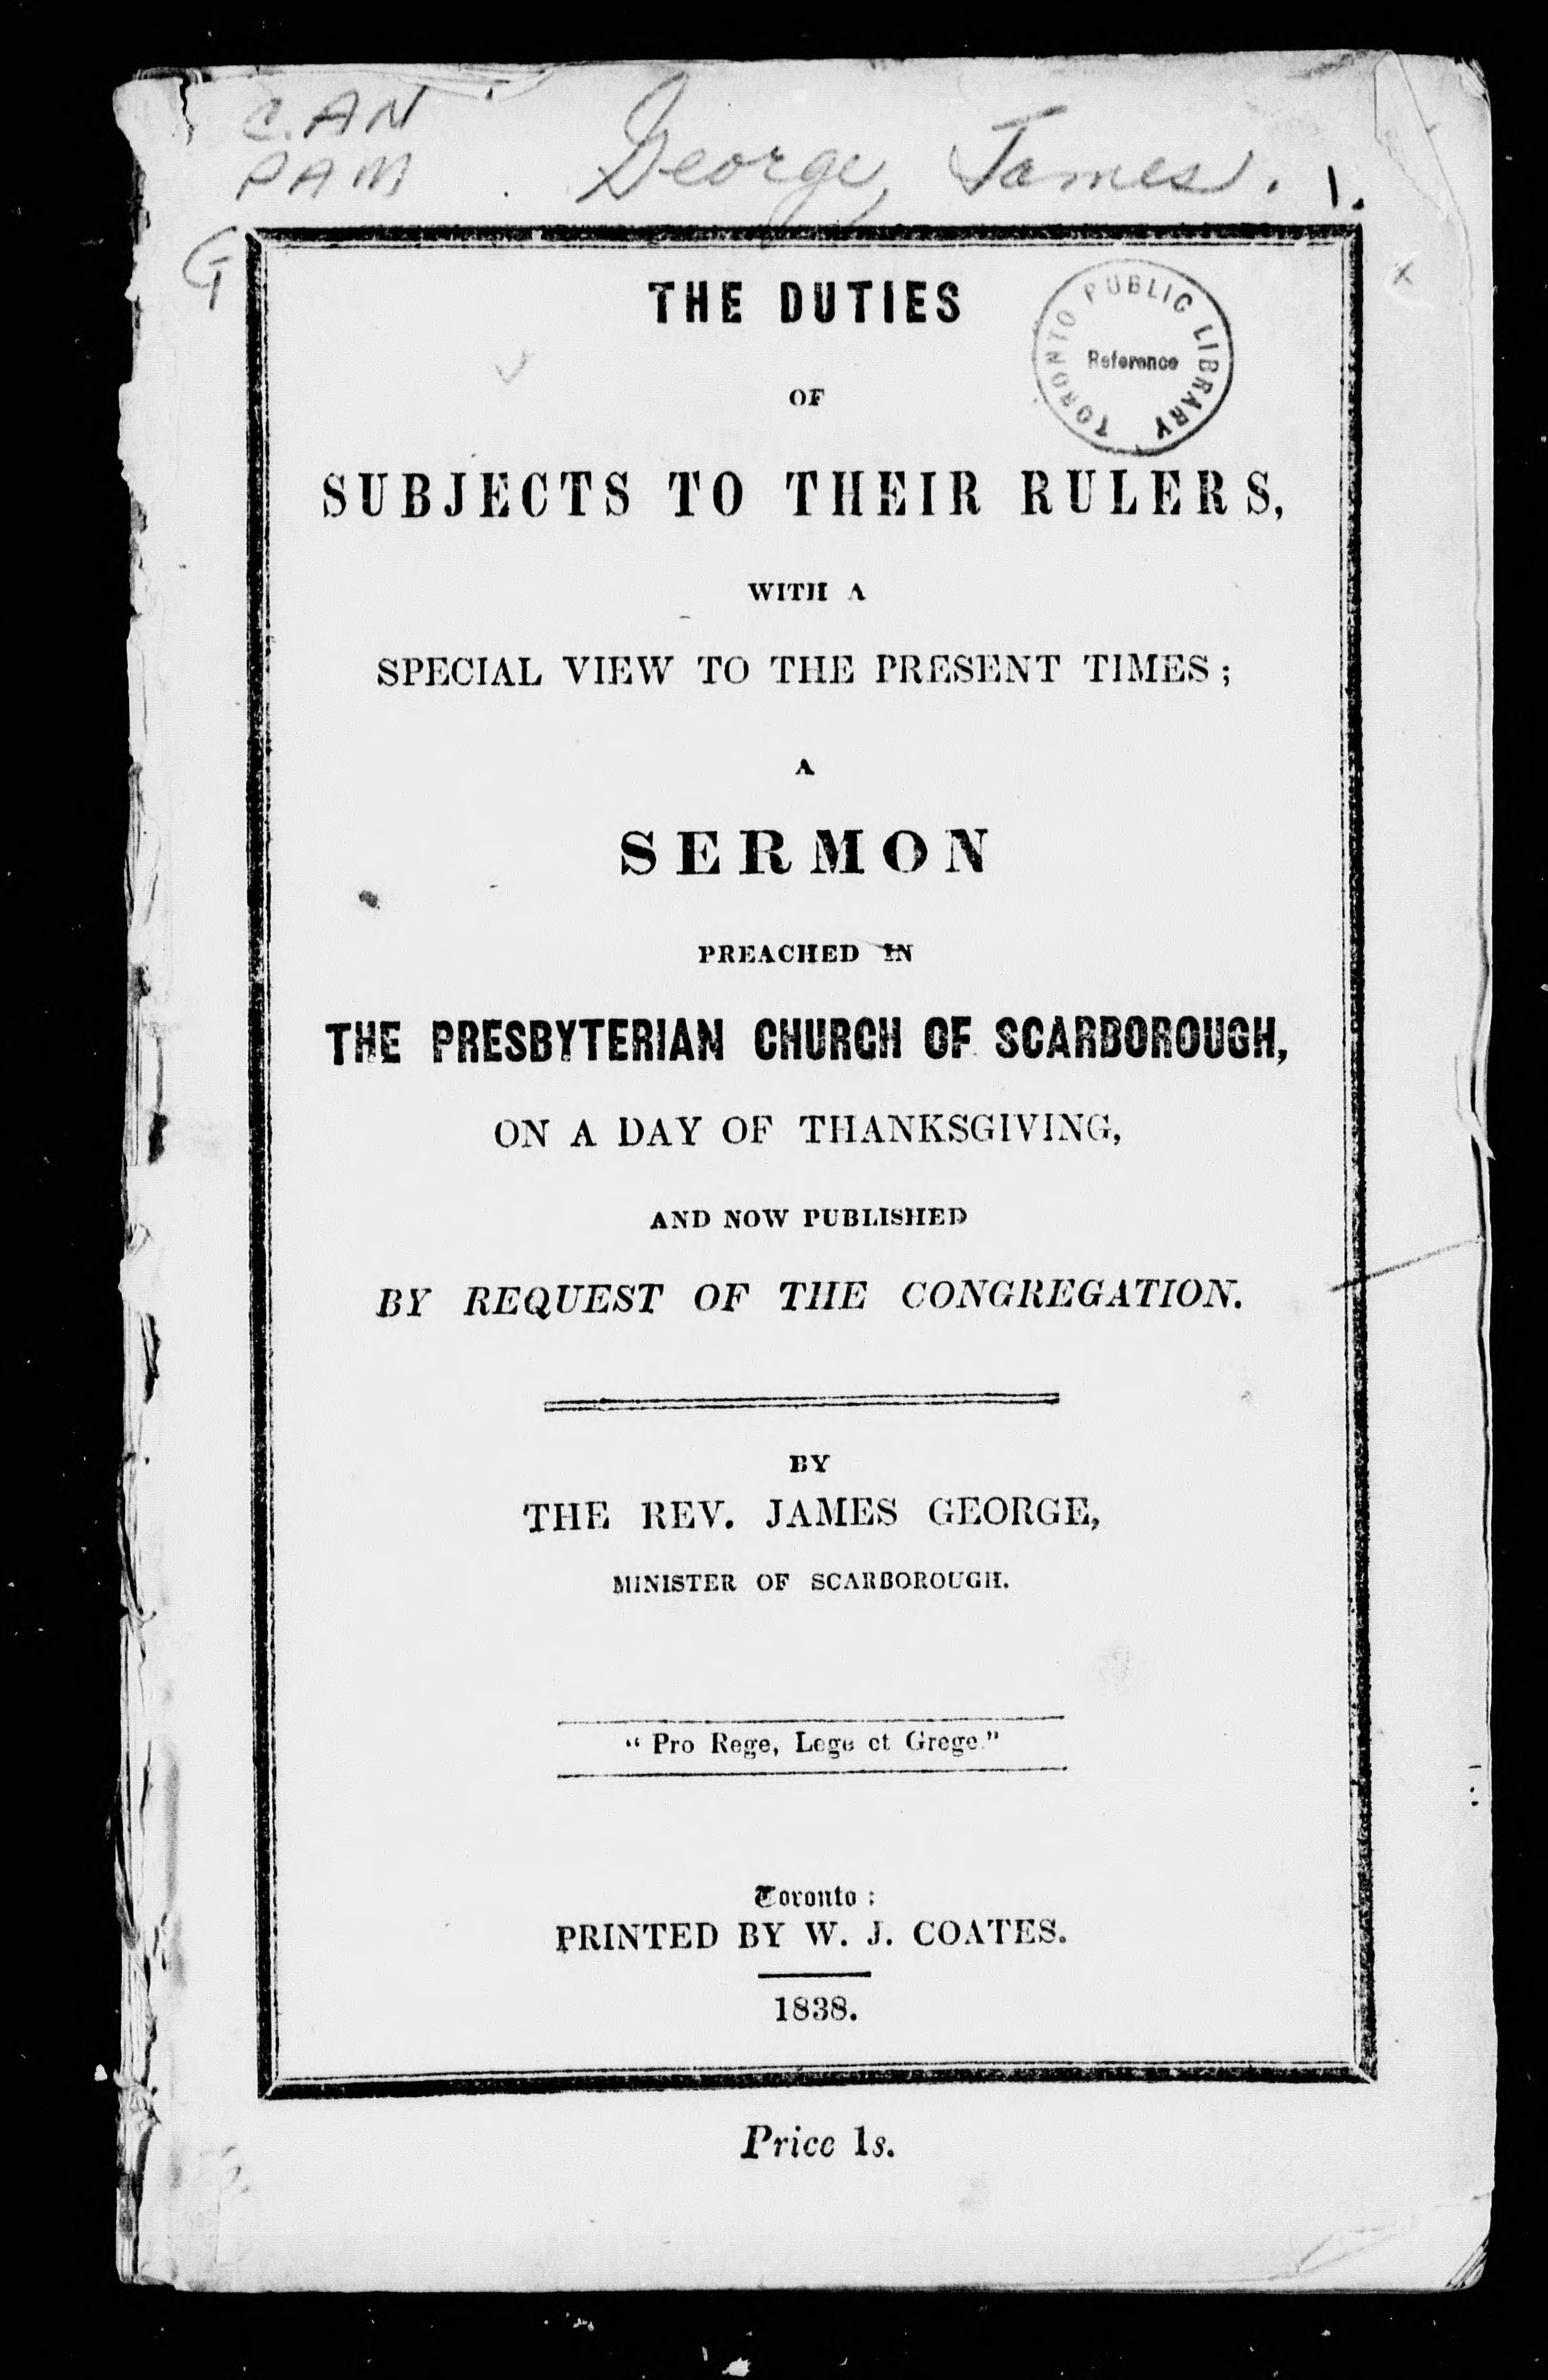 C.AN
PAM
George, James. 1.
G
THE DUTIES
TORONTO PUBLIC LIBRARY
Reference
OF
SUBJECTS TO THEIR RULERS,
WITH A
SPECIAL VIEW TO THE PRESENT TIMES;
A
SERMON
PREACHED IN
THE PRESBYTERIAN CHURCH OF SCARBOROUGH,
ON A DAY OF THANKSGIVING,
AND NOW PUBLISHED
BY REQUEST OF THE CONGREGATION.
BY
THE REV. JAMES GEORGE,
MINISTER OF SCARBOROUGH.
"Pro Rege, Lege et Grege."
Toronto:
PRINTED BY W. J. COATES.
1838.
Price 1s.